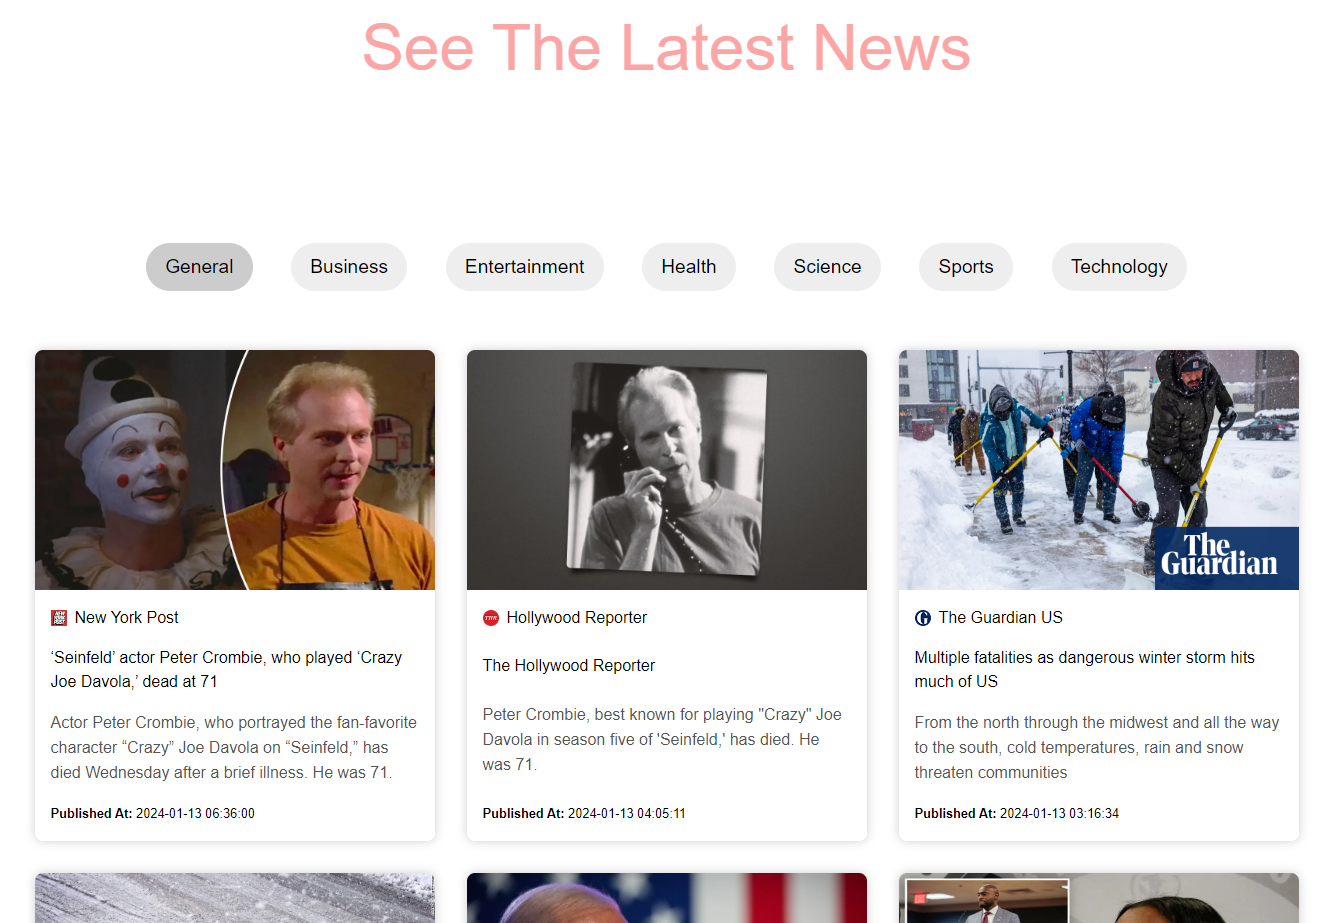 See The Latest News
General
Business
Entertainment
Health
Science
Sports
Technology
The
Guardian
New York Post
‘Seinfeld’ actor Peter Crombie, who played ‘Crazy
Joe Davola,’ dead at 71
Actor Peter Crombie, who portrayed the fan-favorite
character “Crazy” Joe Davola on “Seinfeld,” has
died Wednesday after a brief illness. He was 71.
Published At: 2024-01-13 06:36:00
Hollywood Reporter
The Hollywood Reporter
Peter Crombie, best known for playing "Crazy" Joe
Davola in season five of 'Seinfeld,' has died. He
was 71.
Published At: 2024-01-13 04:05:11
The Guardian US
Multiple fatalities as dangerous winter storm hits
much of US
From the north through the midwest and all the way
to the south, cold temperatures, rain and snow
threaten communities
Published At: 2024-01-13 03:16:34